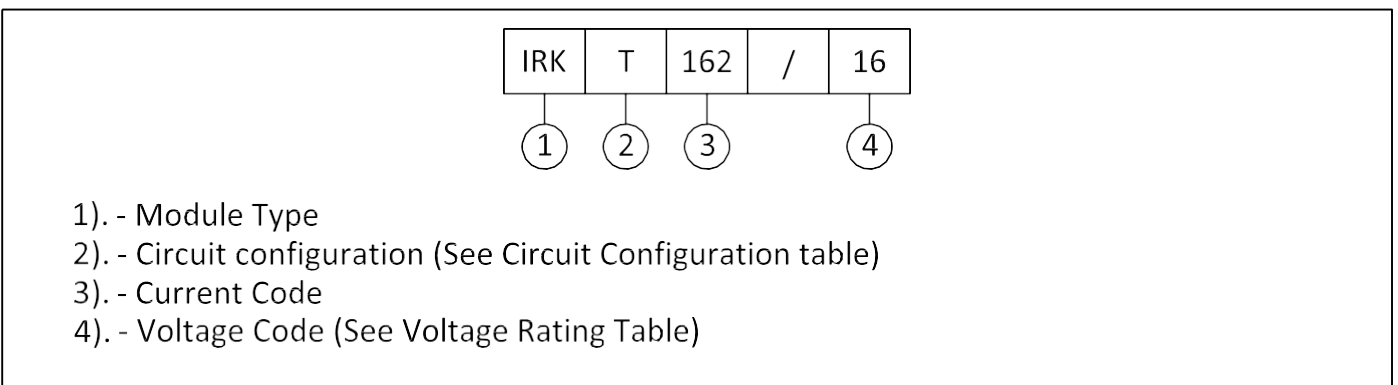 IRK T 162 / 16
1 2 3 4
1). - Module Type
2). - Circuit configuration (See Circuit Configuration table)
3). - Current Code
4). - Voltage Code (See Voltage Rating Table)